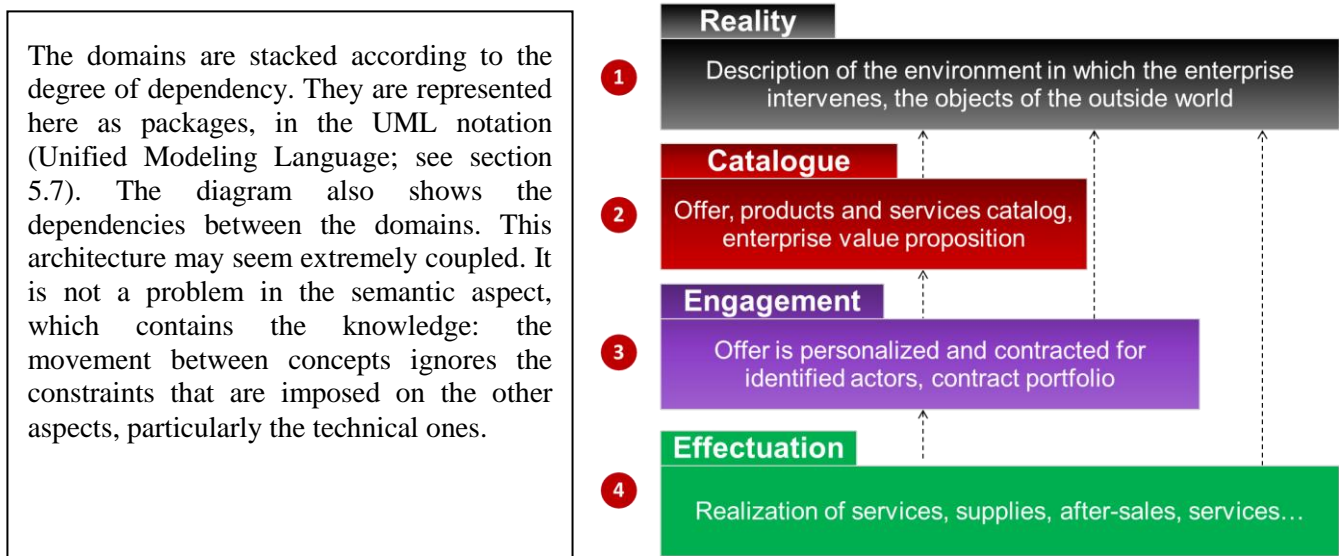 The domains are stacked according to the
degree of dependency. They are represented
here as packages, in the UML notation
(Unified Modeling Language; see section
5.7). The diagram also shows the
dependencies between the domains. This
architecture may seem extremely coupled. It
is not a problem in the semantic aspect,
which contains the knowledge: the
movement between concepts ignores the
constraints that are imposed on the other
aspects, particularly the technical ones.
Reality
1
Description of the environment in which the enterprise
intervenes, the objects of the outside world
Catalogue
2
Offer, products and services catalog,
enterprise value proposition
Engagement
3
Offer is personalized and contracted for
identified actors, contract portfolio
Effectuation
4
Realization of services, supplies, after-sales, services…